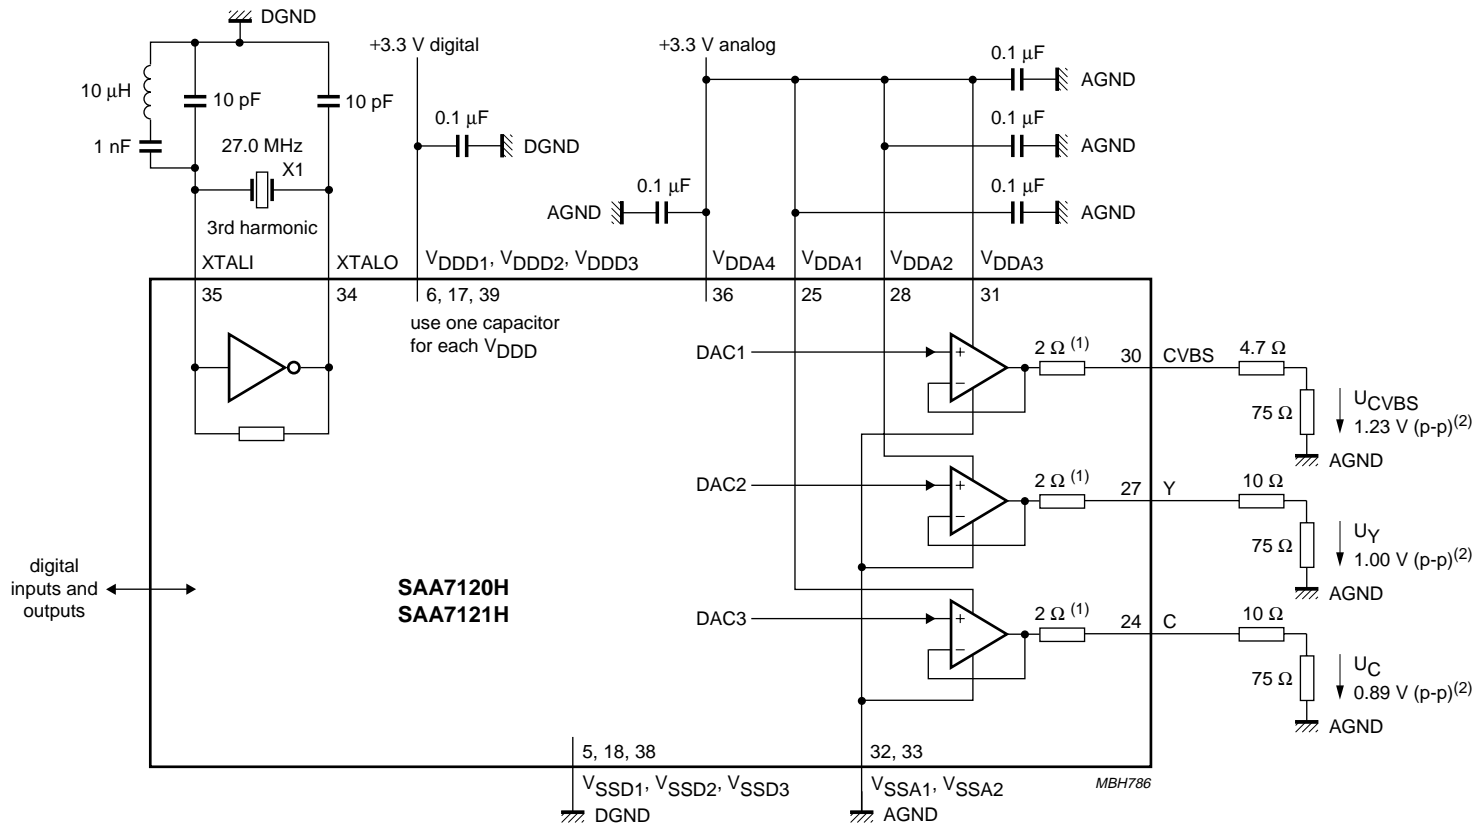 DGND
+3.3 V digital
+3.3 V analog
0.1 μF
AGND
10 μH
10 pF
10 pF
0.1 μF
0.1 μF
1 nF
27.0 MHz
X1
DGND
AGND
0.1 μF
0.1 μF
3rd harmonic
AGND
AGND
XTALI
XTALO
VDDD1, VDDD2, VDDD3
VDDA4
VDDA1
VDDA2
VDDA3
35
34
6, 17, 39
36
25
28
31
use one capacitor
for each VDDD
DAC1
+
−
2 Ω (1)
30
CVBS
4.7 Ω
75 Ω
UCVBS
1.23 V (p-p)(2)
AGND
DAC2
+
−
2 Ω (1)
27
Y
10 Ω
75 Ω
UY
1.00 V (p-p)(2)
AGND
digital
inputs and
outputs
SAA7120H
SAA7121H
DAC3
+
−
2 Ω (1)
24
C
10 Ω
75 Ω
UC
0.89 V (p-p)(2)
AGND
5, 18, 38
32, 33
VSSD1, VSSD2, VSSD3
VSSA1, VSSA2
MBH786
DGND
AGND